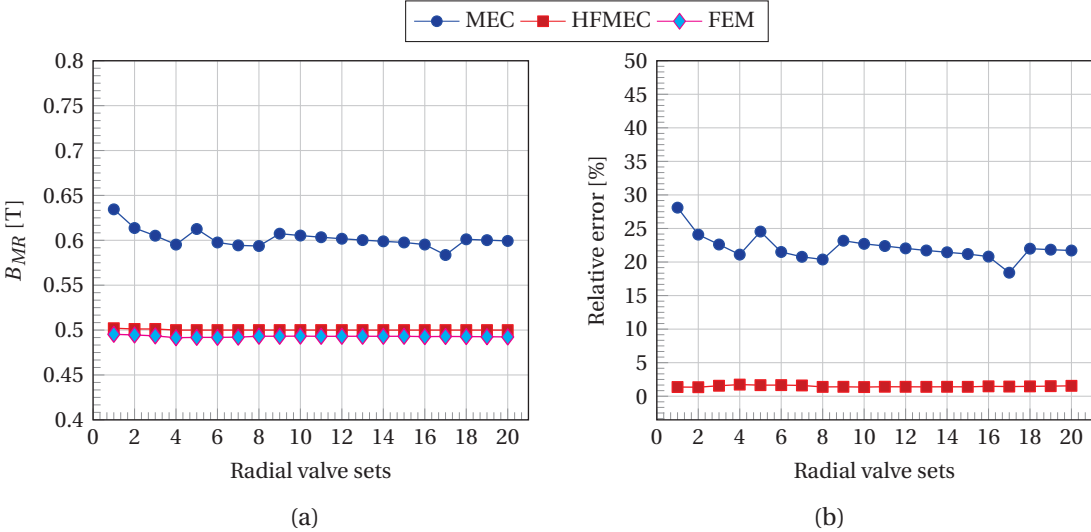 MEC HFMEC FEM
0.8
0.75
0.7
0.65
0.6
0.55
0.5
0.45
0.4
B_MR [T]
0 2 4 6 8 10 12 14 16 18 20
Radial valve sets
(a)
50
45
40
35
30
25
20
15
10
5
0
Relative error [%]
0 2 4 6 8 10 12 14 16 18 20
Radial valve sets
(b)